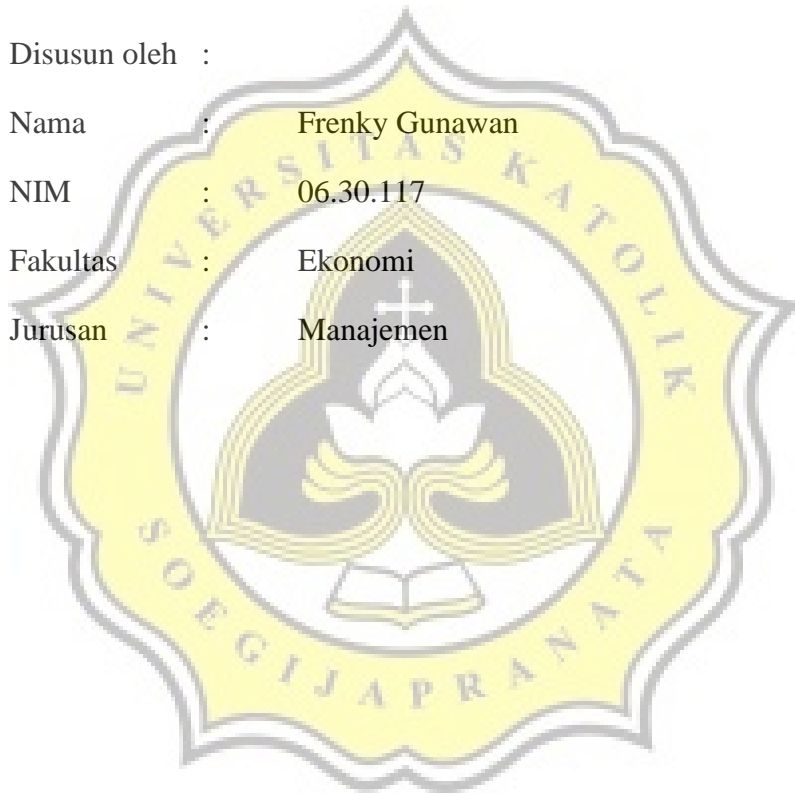 Disusun oleh :
Nama : Frenky Gunawan
NIM : 06.30.117
Fakultas : Ekonomi
Jurusan : Manajemen
UNIVERSITAS KATOLIK
SOEGIJAPRANATA